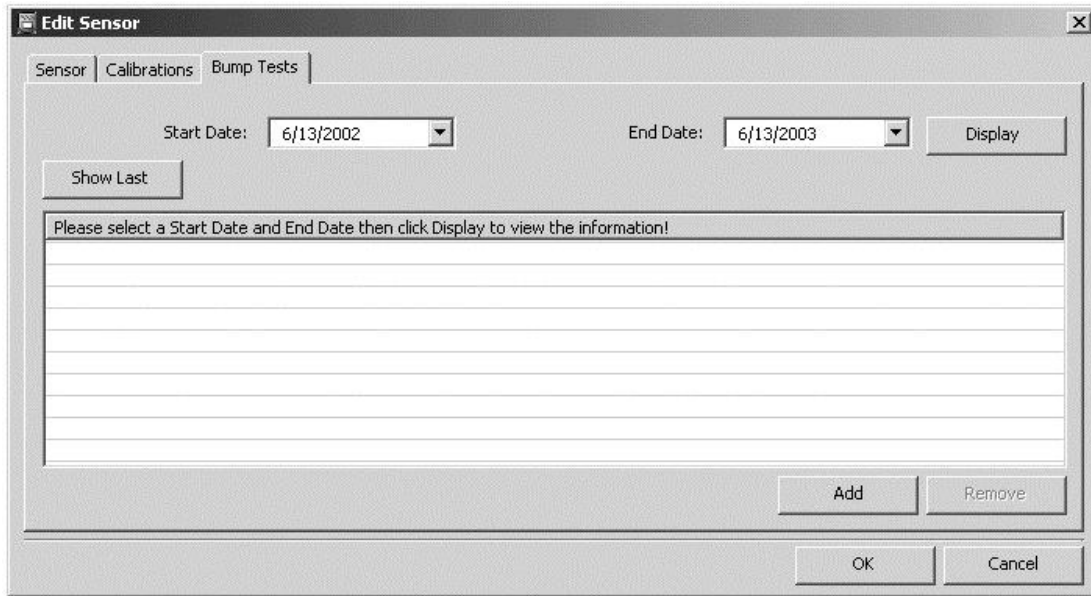 Edit Sensor
Sensor Calibrations Bump Tests
Start Date: 6/13/2002 End Date: 6/13/2003 Display
Show Last
Please select a Start Date and End Date then click Display to view the information!
Add Remove
OK Cancel